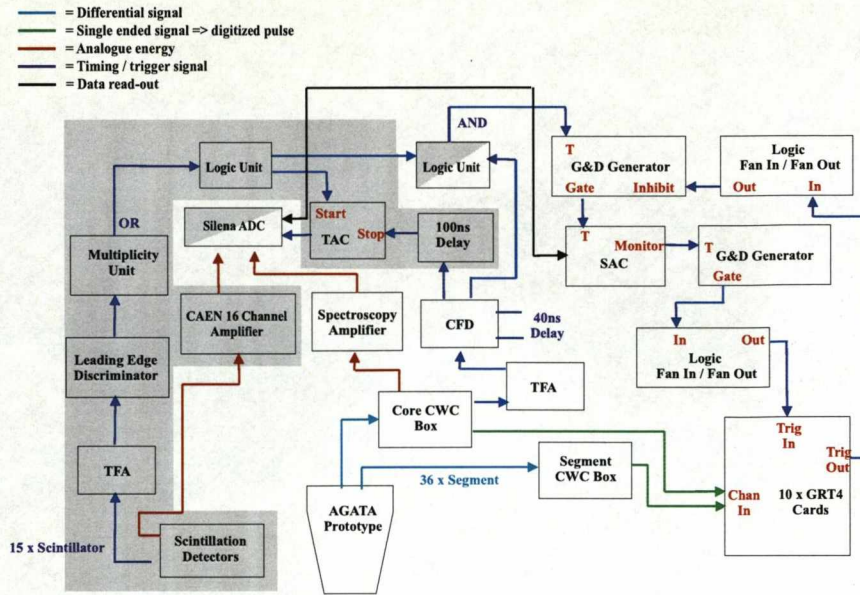 = Differential signal
= Single ended signal => digitized pulse
= Analogue energy
= Timing / trigger signal
= Data read-out
AND
Logic Unit
Logic Unit
T
G&D Generator
Gate
Inhibit
Logic
Fan In / Fan Out
Out
In
OR
Silena ADC
Start
TAC
Stop
100ns
Delay
T
Monitor
SAC
T
G&D Generator
Gate
Multiplicity
Unit
CAEN 16 Channel
Amplifier
Spectroscopy
Amplifier
CFD
40ns
Delay
In
Out
Logic
Fan In / Fan Out
Leading Edge
Discriminator
TFA
Core CWC
Box
TFA
Trig
In
Trig
Out
36 x Segment
Segment
CWC Box
Chan
In
10 x GRT4
Cards
AGATA
Prototype
15 x Scintillator
Scintillation
Detectors